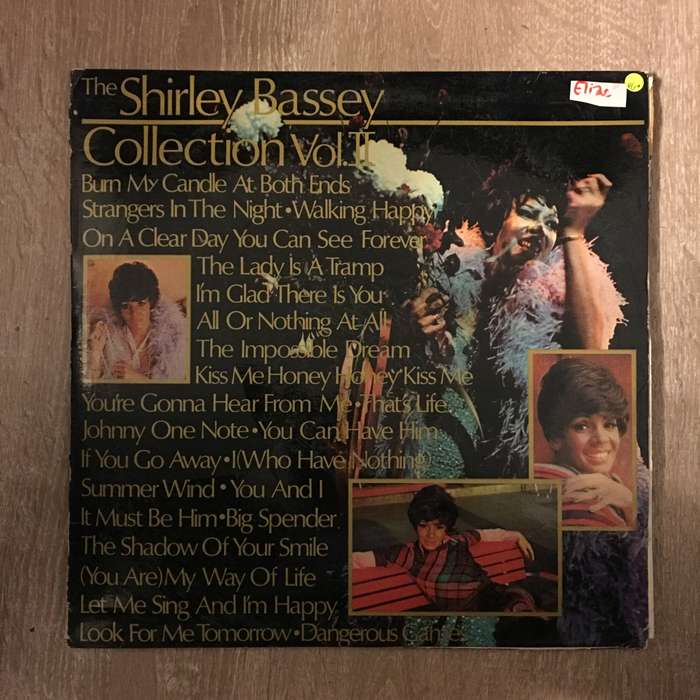 The Shirley Bassey
Collection Vol.II
Burn My Candle At Both Ends
Strangers In The Night•Walking Happy
On A Clear Day You Can See Forever
The Lady Is A Tramp
I'm Glad There Is You
All Or Nothing At All
The Impossible Dream
Kiss Me Honey Honey Kiss Me
You're Gonna Hear From Me•That's Life
Johnny One Note•You Can Have Him
If You Go Away•I(Who Have Nothing)
Summer Wind•You And I
It Must Be Him•Big Spender
The Shadow Of Your Smile
(You Are)My Way Of Life
Let Me Sing And I'm Happy
Look For Me Tomorrow•Dangerous Games